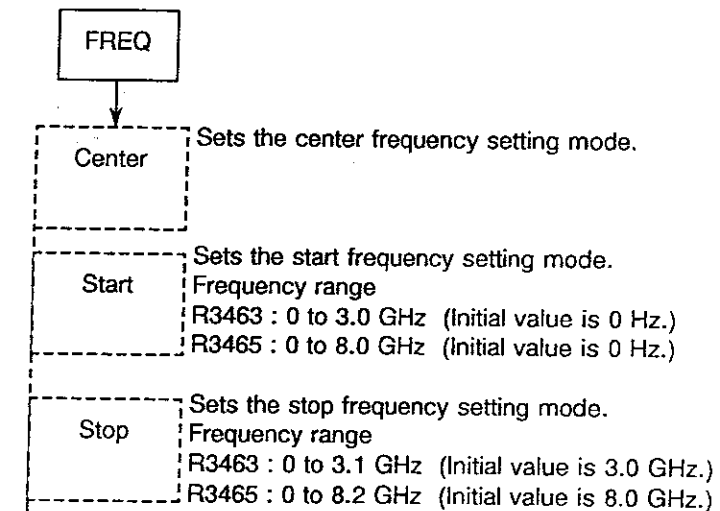 FREQ
Center
Sets the center frequency setting mode.
Start
Sets the start frequency setting mode.
Frequency range
R3463 : 0 to 3.0 GHz (Initial value is 0 Hz.)
R3465 : 0 to 8.0 GHz (Initial value is 0 Hz.)
Stop
Sets the stop frequency setting mode.
Frequency range
R3463 : 0 to 3.1 GHz (Initial value is 3.0 GHz.)
R3465 : 0 to 8.2 GHz (Initial value is 8.0 GHz.)